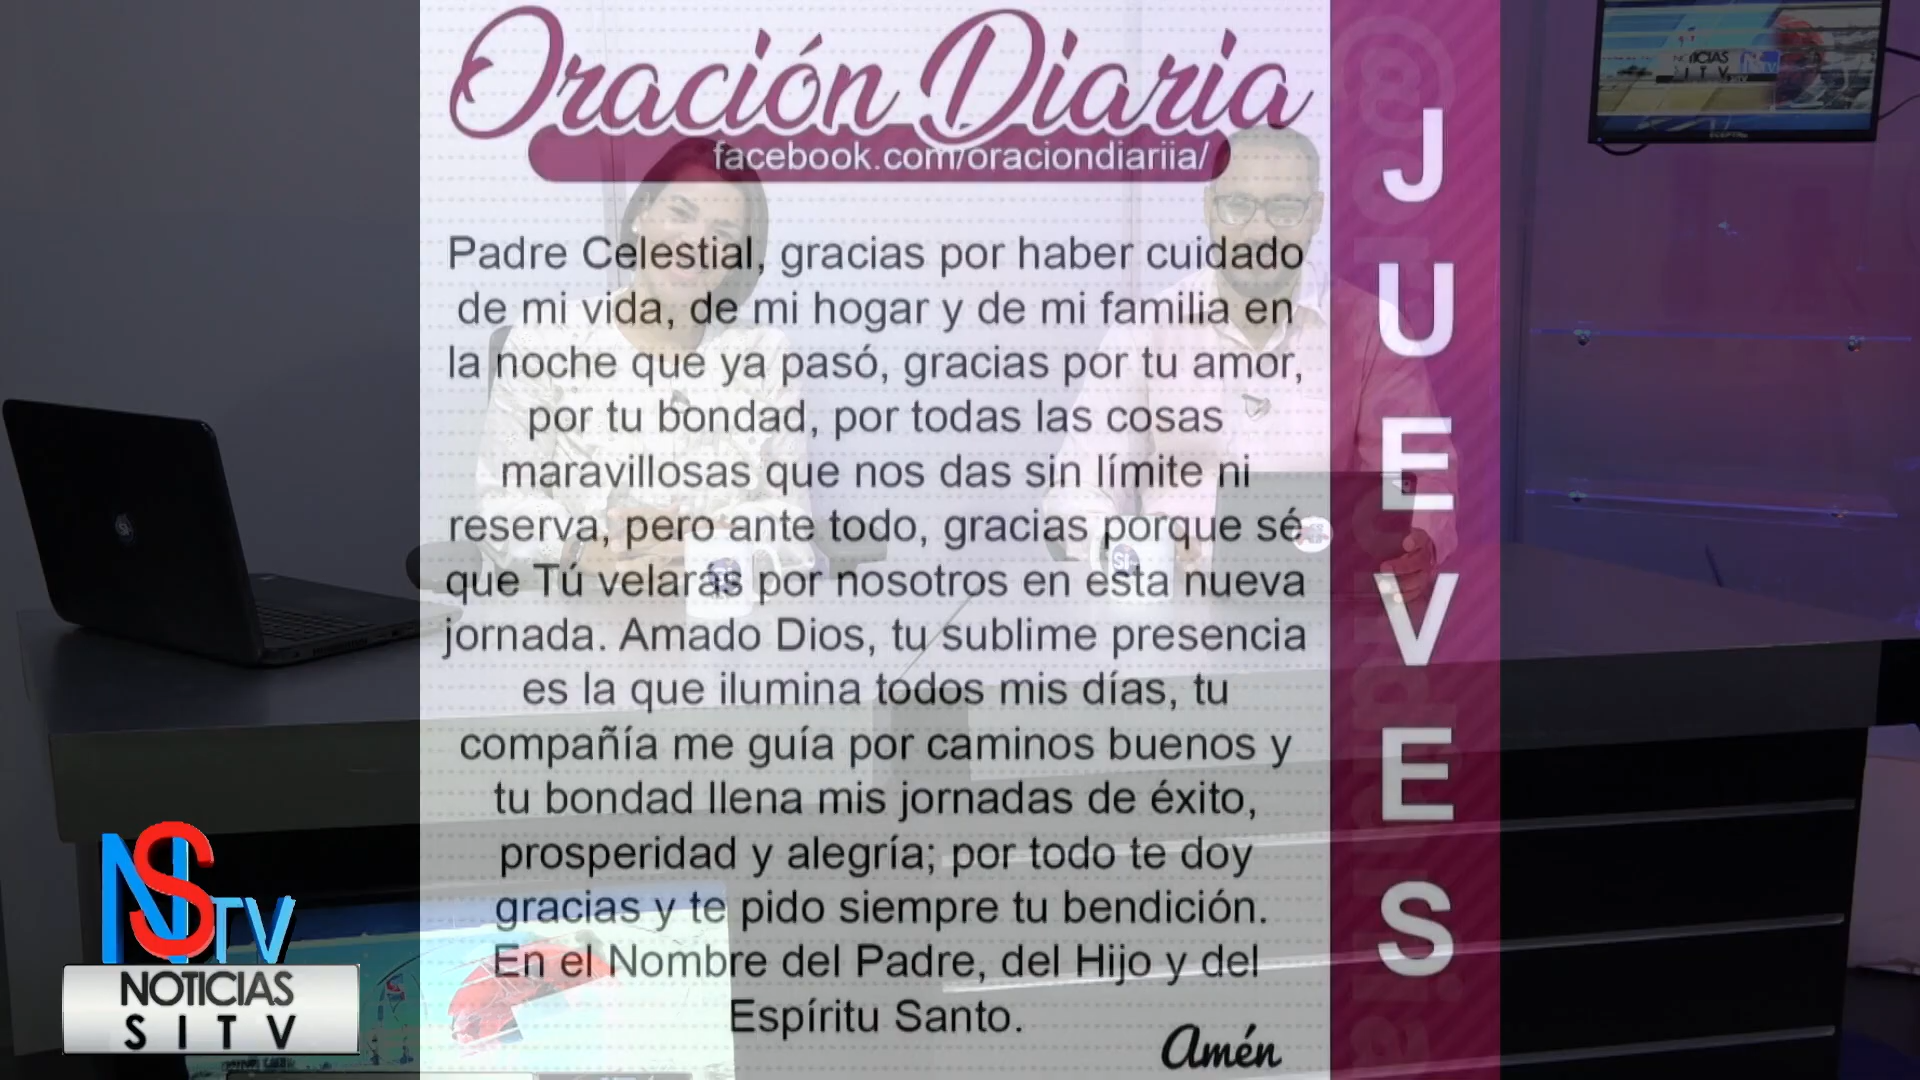 Oración Diaria
facebook.com/oraciondiariia/
Padre Celestial, gracias por haber cuidado
de mi vida, de mi hogar y de mi familia en
la noche que ya pasó, gracias por tu amor,
por tu bondad, por todas las cosas
maravillosas que nos das sin límite ni
reserva, pero ante todo, gracias porque sé
que Tú velarás por nosotros en esta nueva
jornada. Amado Dios, tu sublime presencia
es la que ilumina todos mis días, tu
compañía me guía por caminos buenos y
tu bondad llena mis jornadas de éxito,
prosperidad y alegría; por todo te doy
gracias y te pido siempre tu bendición.
En el Nombre del Padre, del Hijo y del
Espíritu Santo.
Amén
JUEVES
NSTV
NOTICIAS
SITV
NOTICIAS
SITV
Si
Si